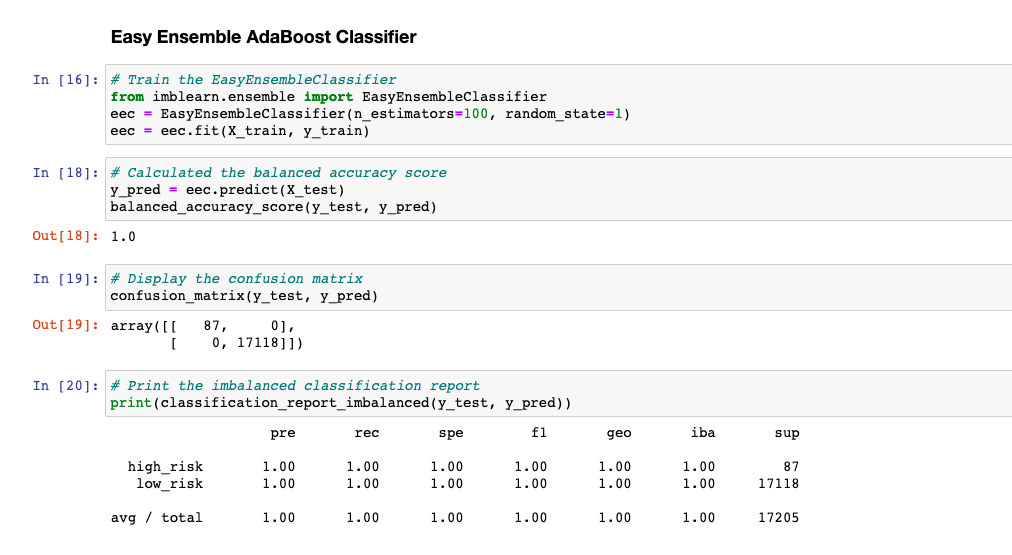 Easy Ensemble AdaBoost Classifier
In [16]: # Train the EasyEnsembleClassifier
from imblearn.ensemble import EasyEnsembleClassifier
eec = EasyEnsembleClassifier(n_estimators=100, random_state=1)
eec = eec.fit(X_train, y_train)
In [18]: # Calculated the balanced accuracy score
y_pred = eec.predict(X_test)
balanced_accuracy_score(y_test, y_pred)
Out[18]: 1.0
In [19]: # Display the confusion matrix
confusion_matrix(y_test, y_pred)
Out[19]: array([[   87,     0],
       [    0, 17118]])
In [20]: # Print the imbalanced classification report
print(classification_report_imbalanced(y_test, y_pred))
pre rec spe f1 geo iba sup
high_risk 1.00 1.00 1.00 1.00 1.00 1.00 87
low_risk 1.00 1.00 1.00 1.00 1.00 1.00 17118
avg / total 1.00 1.00 1.00 1.00 1.00 1.00 17205